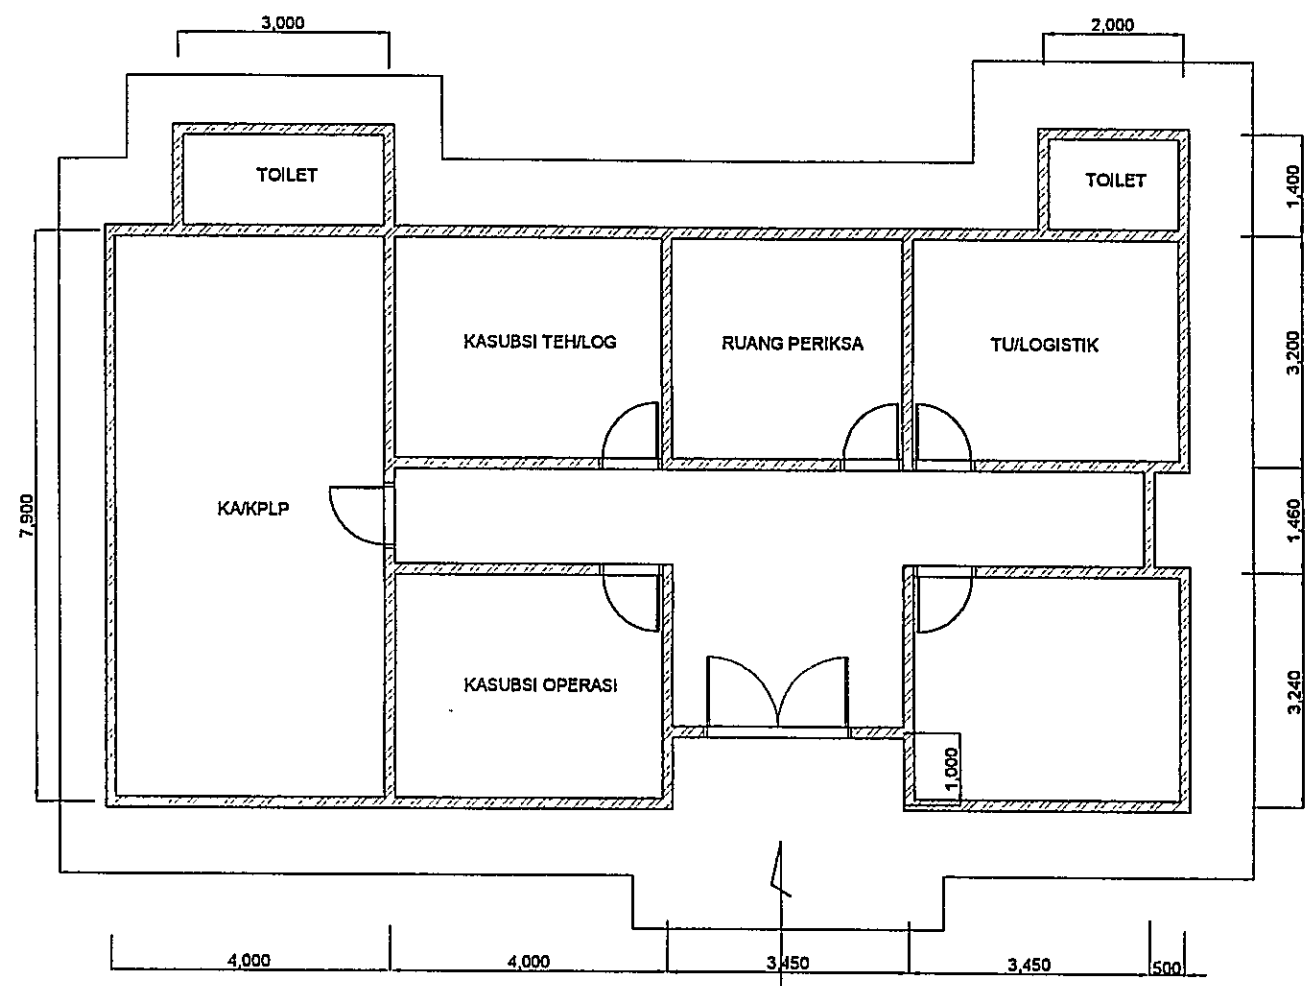 3,000
2,000
TOILET
TOILET
1,400
KASUBSI TEH/LOG
RUANG PERIKSA
TU/LOGISTIK
3,200
7,900
KA/KPLP
1,460
KASUBSI OPERASI
3,240
1,000
4,000
4,000
3,450
3,450
500